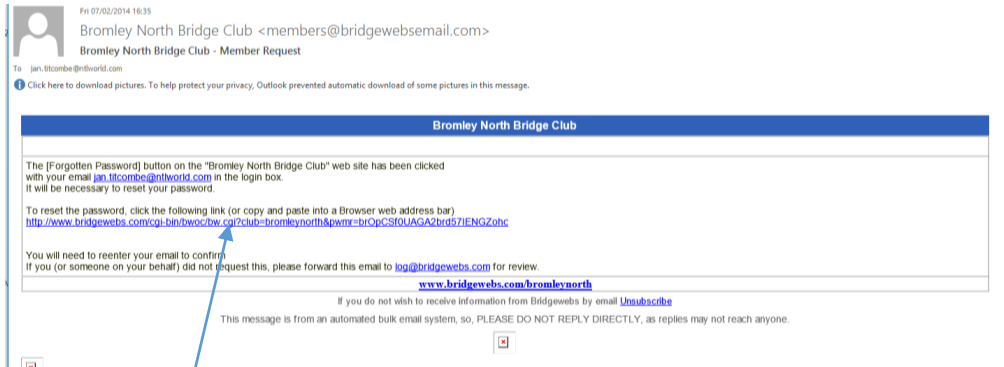 Fri 07/02/2014 16:35
Bromley North Bridge Club <members@bridgewebsemail.com>
Bromley North Bridge Club - Member Request
To jan.titcombe@ntlworld.com
Click here to download pictures. To help protect your privacy, Outlook prevented automatic download of some pictures in this message.
Bromley North Bridge Club
The [Forgotten Password] button on the "Bromley North Bridge Club" web site has been clicked
with your email jan.titcombe@ntlworld.com in the login box.
It will be necessary to reset your password.
To reset the password, click the following link (or copy and paste into a Browser web address bar)
http://www.bridgewebs.com/cgi-bin/bwoc/bw.cgi?club=bromleynorth&pwmr=brOpCSf0UAGA2brd57IENGZohc
You will need to reenter your email to confirm
If you (or someone on your behalf) did not request this, please forward this email to log@bridgewebs.com for review.
www.bridgewebs.com/bromleynorth
If you do not wish to receive information from Bridgewebs by email Unsubscribe
This message is from an automated bulk email system, so, PLEASE DO NOT REPLY DIRECTLY, as replies may not reach anyone.